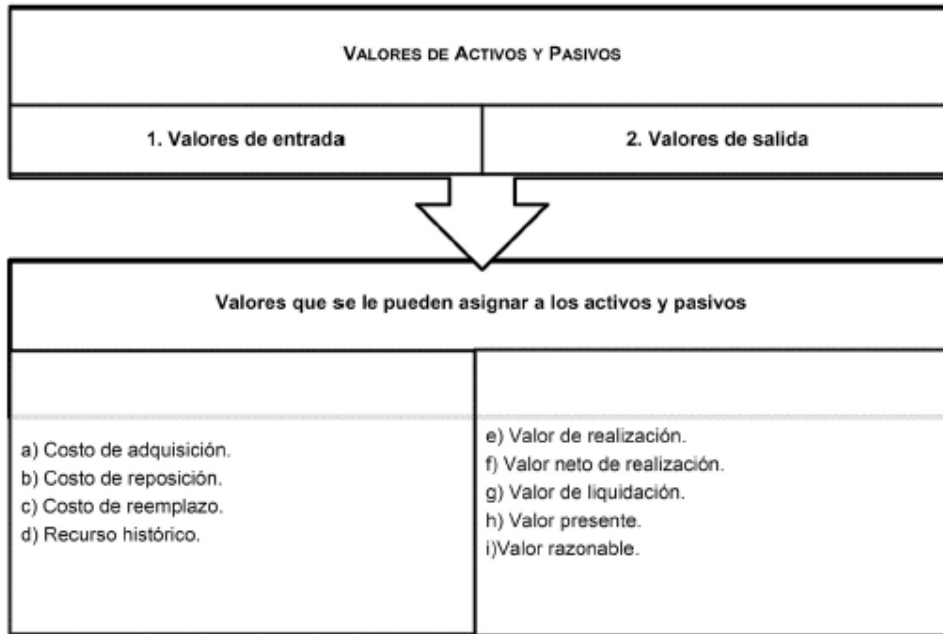 VALORES DE ACTIVOS Y PASIVOS
1. Valores de entrada
2. Valores de salida
Valores que se le pueden asignar a los activos y pasivos
a) Costo de adquisición.
b) Costo de reposición.
c) Costo de reemplazo.
d) Recurso histórico.
e) Valor de realización.
f) Valor neto de realización.
g) Valor de liquidación.
h) Valor presente.
i)Valor razonable.